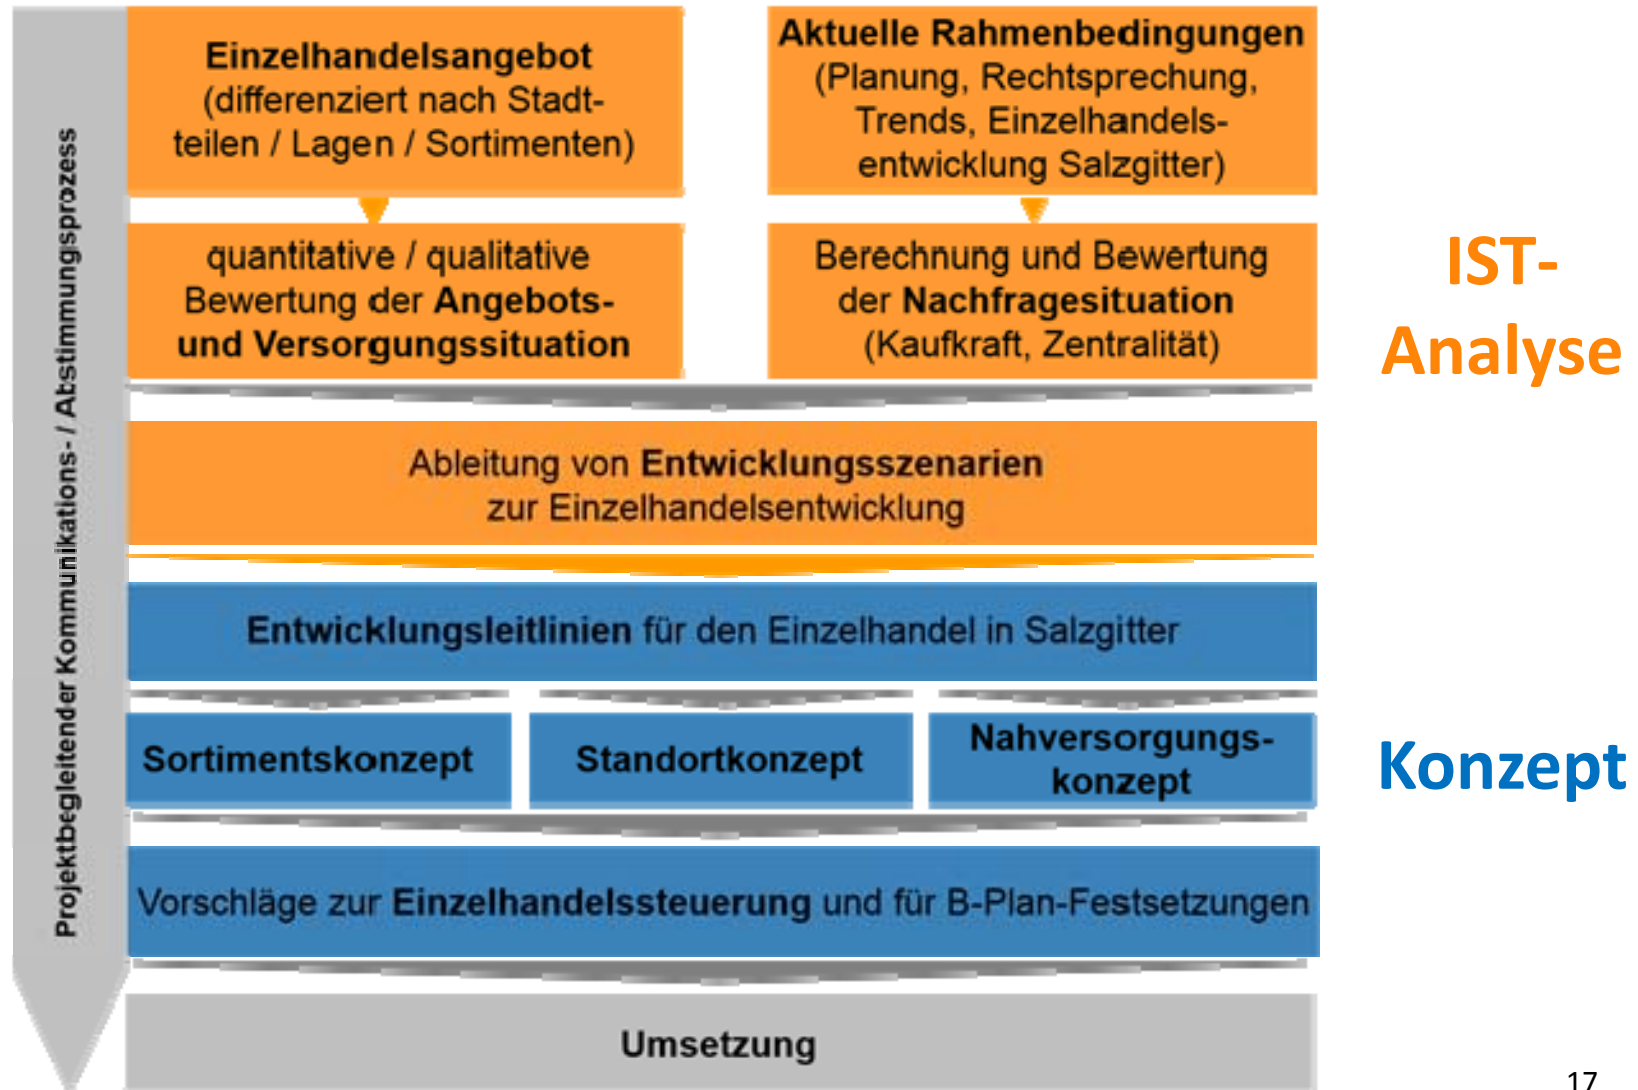 Projektbegleitender Kommunikations- / Abstimmungsprozess
Einzelhandelsangebot
(differenziert nach Stadt-
teilen / Lagen / Sortimenten)
Aktuelle Rahmenbedingungen
(Planung, Rechtsprechung,
Trends, Einzelhandels-
entwicklung Salzgitter)
quantitative / qualitative
Bewertung der Angebots-
und Versorgungssituation
Berechnung und Bewertung
der Nachfragesituation
(Kaufkraft, Zentralität)
IST-
Analyse
Ableitung von Entwicklungsszenarien
zur Einzelhandelsentwicklung
Entwicklungsleitlinien für den Einzelhandel in Salzgitter
Sortimentskonzept
Standortkonzept
Nahversorgungs-
konzept
Konzept
Vorschläge zur Einzelhandelssteuerung und für B-Plan-Festsetzungen
Umsetzung
17